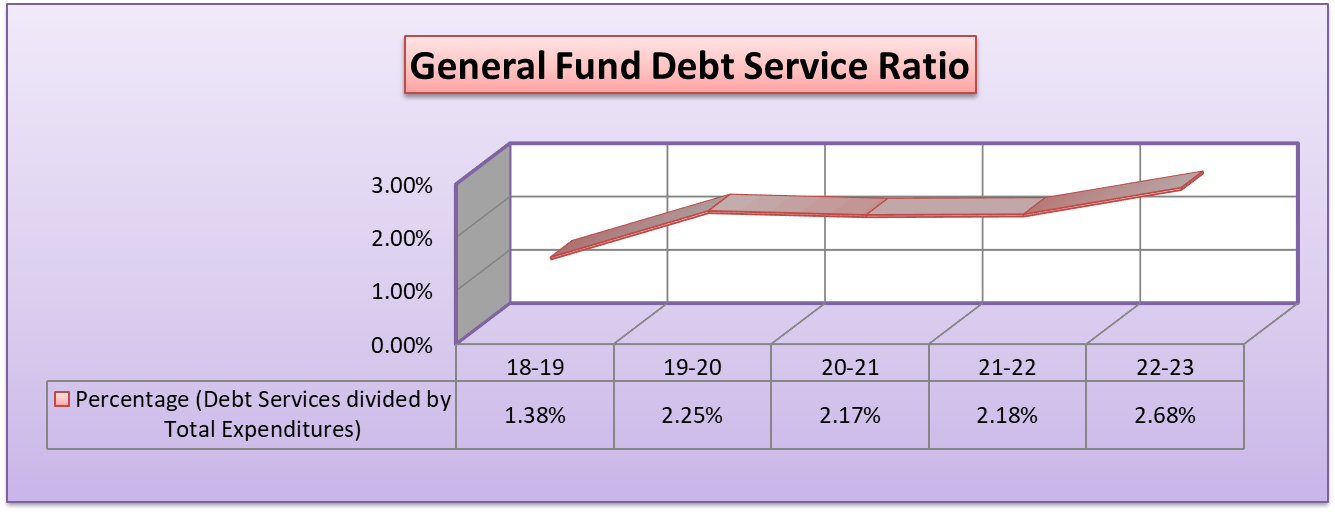 General Fund Debt Service Ratio
3.00%
2.00%
1.00%
0.00%
18-19 19-20 20-21 21-22 22-23
Percentage (Debt Services divided by
Total Expenditures)
1.38% 2.25% 2.17% 2.18% 2.68%